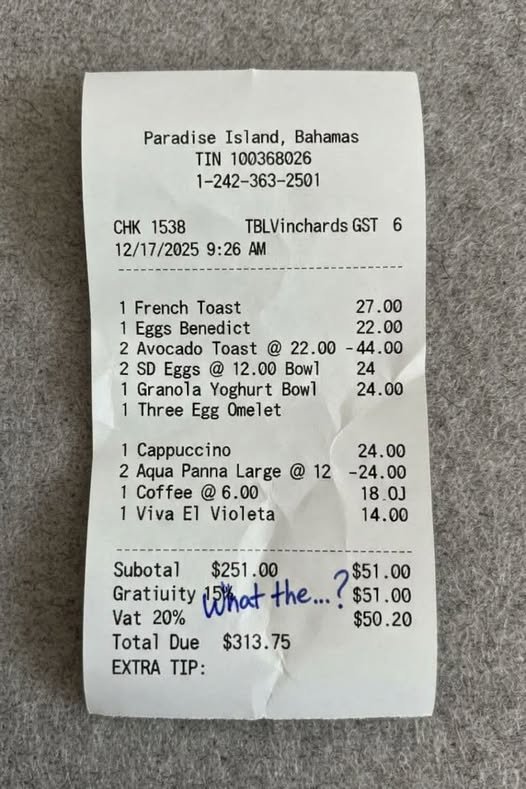 Paradise Island, Bahamas
TIN 100368026
1-242-363-2501
CHK 1538 TBLVinchards GST 6
12/17/2025 9:26 AM
1 French Toast 27.00
1 Eggs Benedict 22.00
2 Avocado Toast @ 22.00 -44.00
2 SD Eggs @ 12.00 Bowl 24
1 Granola Yoghurt Bowl 24.00
1 Three Egg Omelet
1 Cappuccino 24.00
2 Aqua Panna Large @ 12 -24.00
1 Coffee @ 6.00 18.0J
1 Viva El Violeta 14.00
Subotal $251.00 $51.00
Gratiuity 15% $51.00
What the...?
Vat 20% $50.20
Total Due $313.75
EXTRA TIP: